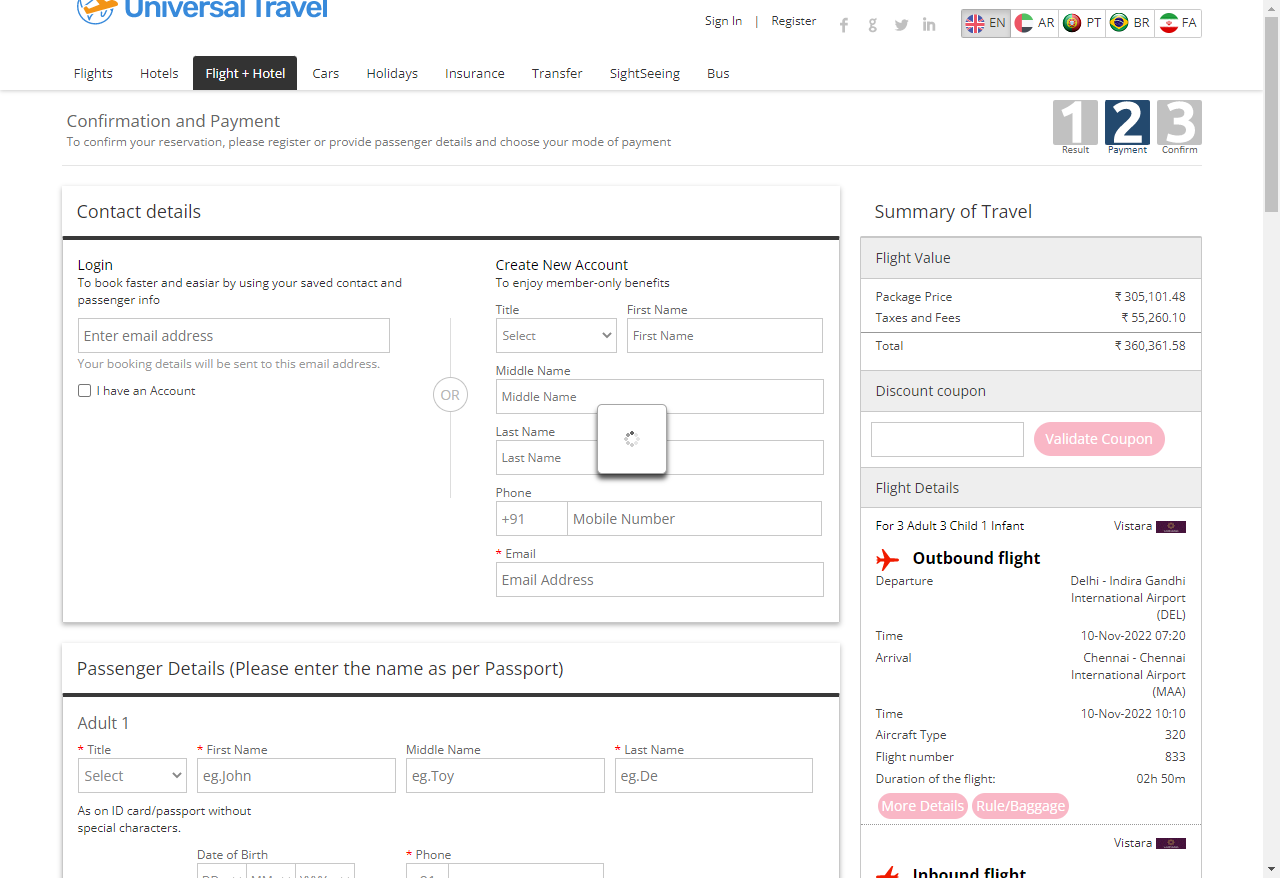 Universal Travel
Sign In | Register
EN AR PT BR FA
Flights Hotels Flight + Hotel Cars Holidays Insurance Transfer SightSeeing Bus
Confirmation and Payment
To confirm your reservation, please register or provide passenger details and choose your mode of payment
1 2 3
Result Payment Confirm
Contact details
Login
To book faster and easiar by using your saved contact and
passenger info
Enter email address
Your booking details will be sent to this email address.
I have an Account
OR
Create New Account
To enjoy member-only benefits
Title First Name
Select First Name
Middle Name
Middle Name
Last Name
Last Name
Phone
+91 Mobile Number
* Email
Email Address
Passenger Details (Please enter the name as per Passport)
Adult 1
* Title * First Name Middle Name * Last Name
Select eg.John eg.Toy eg.De
As on ID card/passport without
special characters.
Date of Birth * Phone
Summary of Travel
Flight Value
Package Price ₹ 305,101.48
Taxes and Fees ₹ 55,260.10
Total ₹ 360,361.58
Discount coupon
Validate Coupon
Flight Details
For 3 Adult 3 Child 1 Infant Vistara
Outbound flight
Departure Delhi - Indira Gandhi
International Airport
(DEL)
Time 10-Nov-2022 07:20
Arrival Chennai - Chennai
International Airport
(MAA)
Time 10-Nov-2022 10:10
Aircraft Type 320
Flight number 833
Duration of the flight: 02h 50m
More Details Rule/Baggage
Vistara
Inbound flight